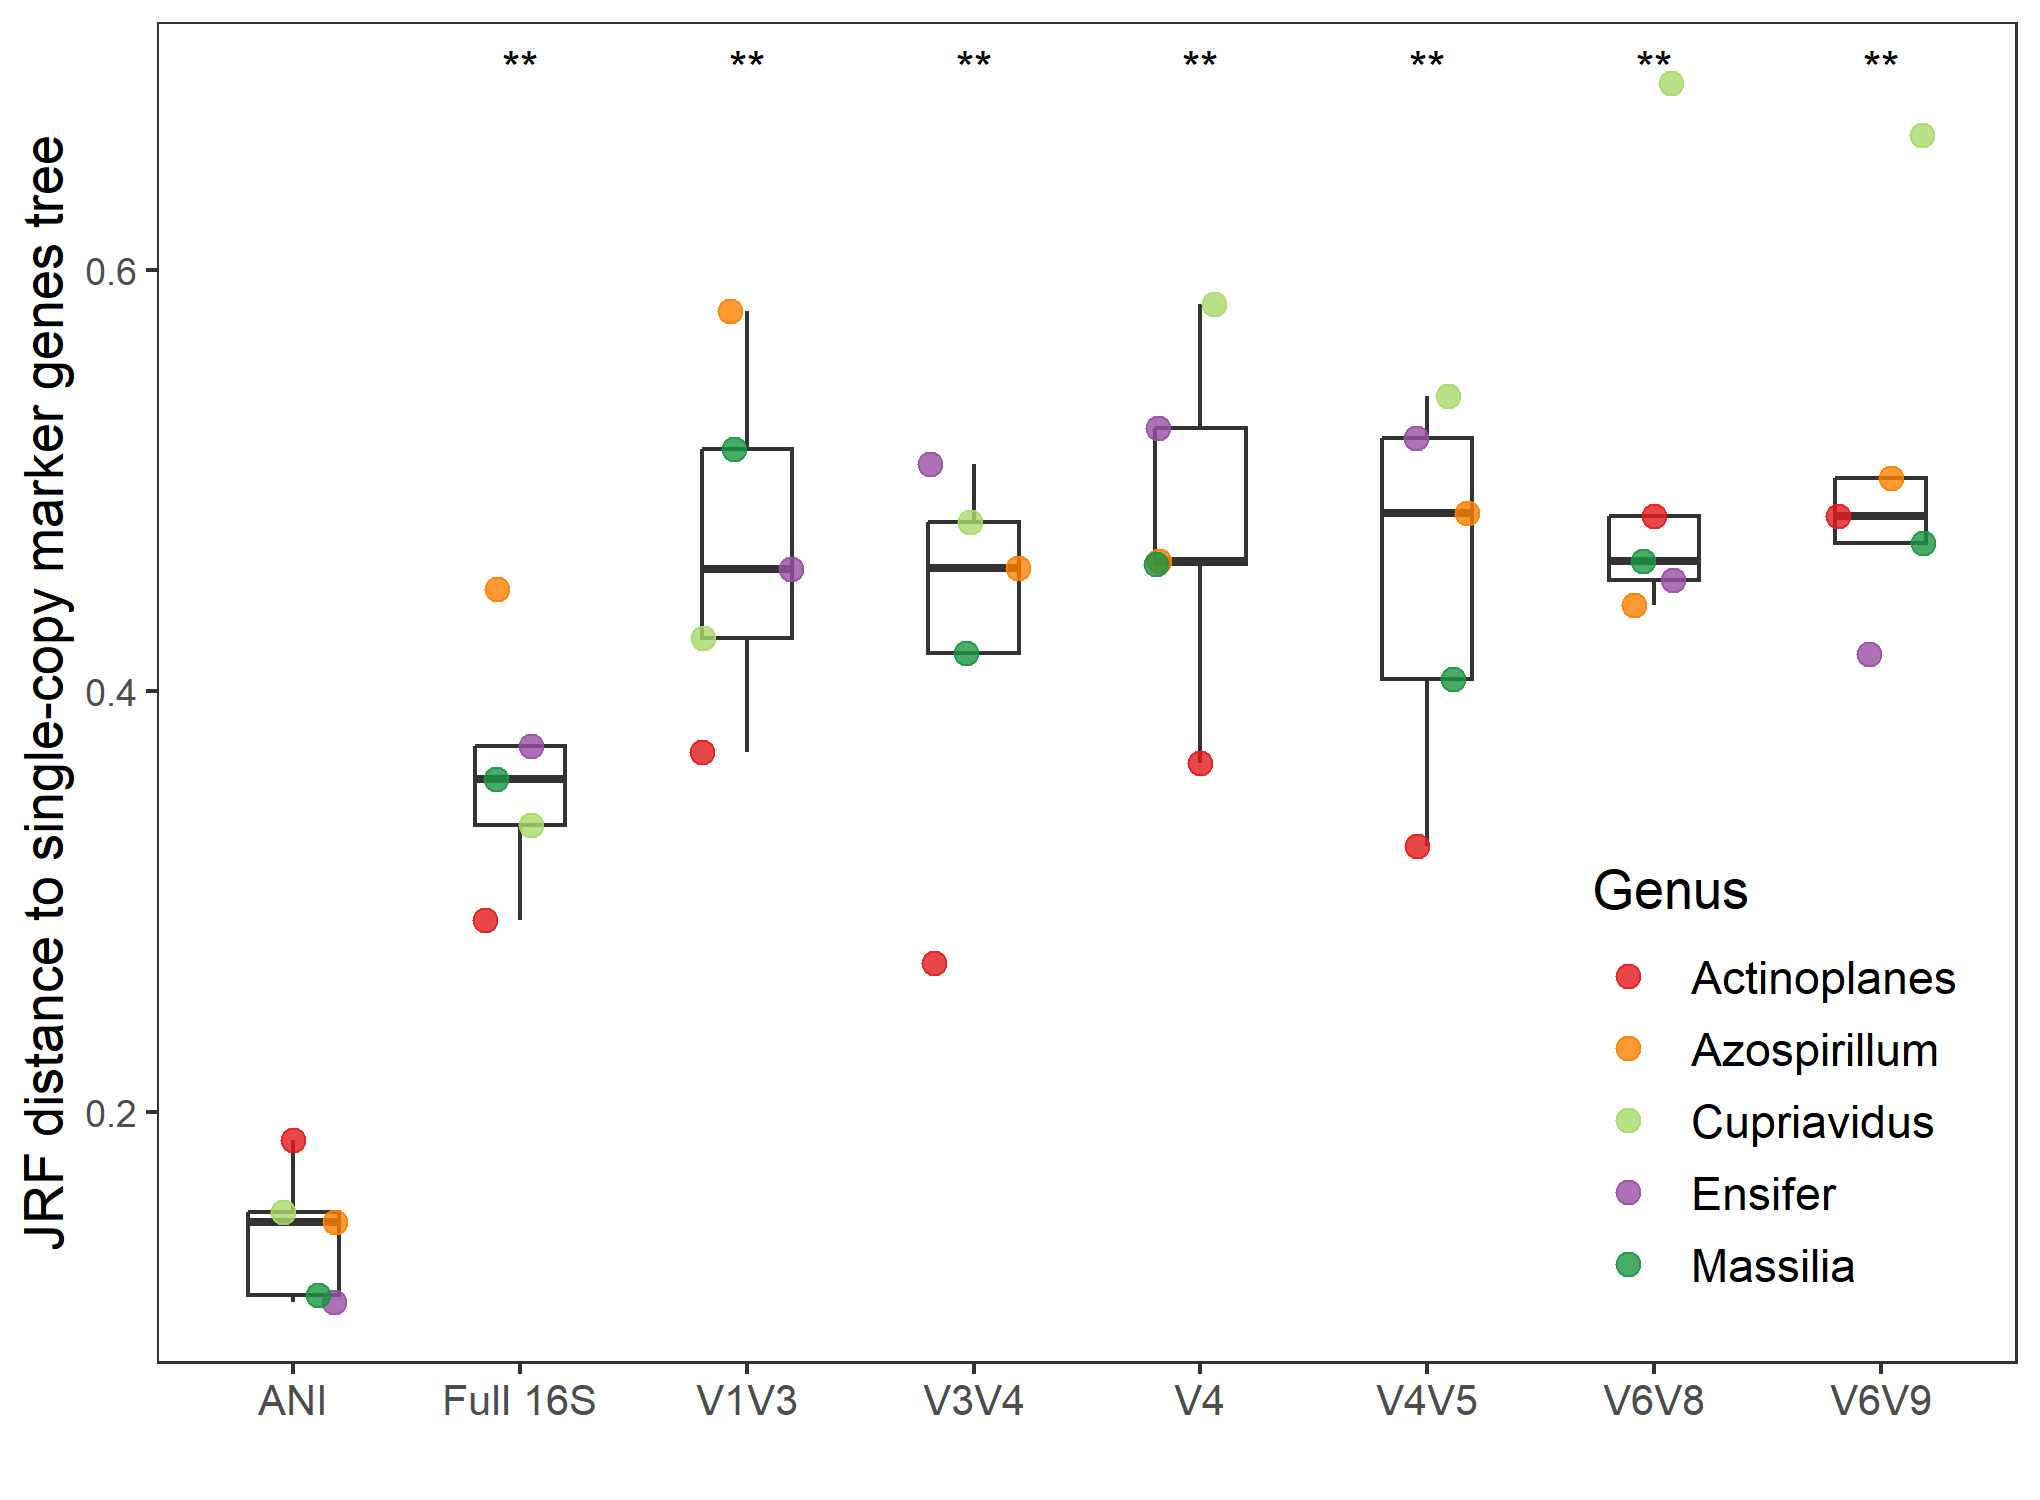 ** ** ** ** ** ** **
JRF distance to single-copy marker genes tree
0.6
0.4
0.2
Genus
Actinoplanes
Azospirillum
Cupriavidus
Ensifer
Massilia
ANI Full 16S V1V3 V3V4 V4 V4V5 V6V8 V6V9